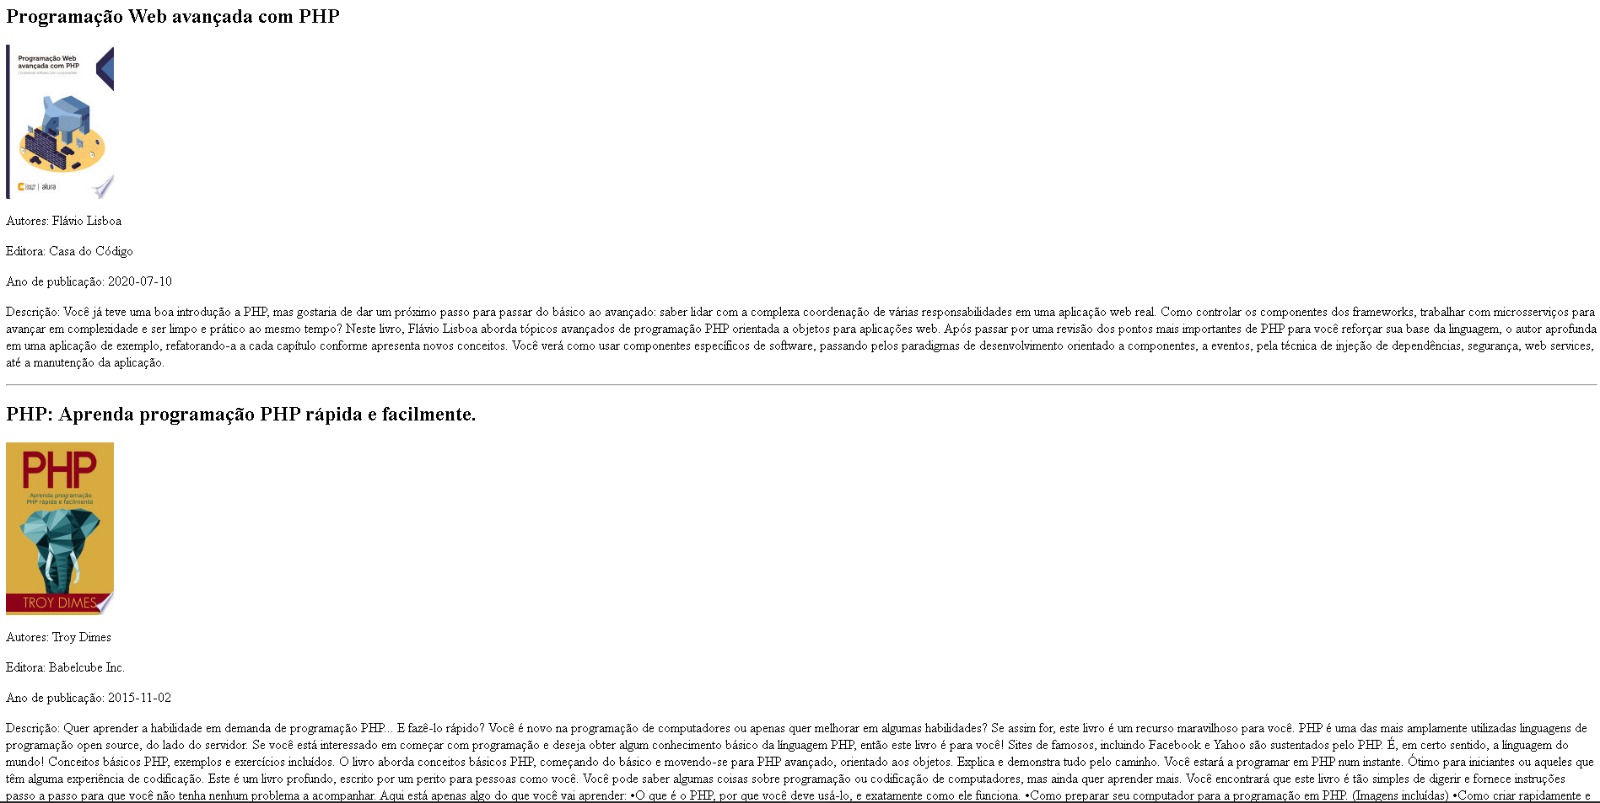 Programação Web avançada com PHP
Programação Web
avançada com PHP
alura
Autores: Flávio Lisboa
Editora: Casa do Código
Ano de publicação: 2020-07-10
Descrição: Você já teve uma boa introdução a PHP, mas gostaria de dar um próximo passo para passar do básico ao avançado: saber lidar com a complexa coordenação de várias responsabilidades em uma aplicação web real. Como controlar os componentes dos frameworks, trabalhar com microsserviços para
avançar em complexidade e ser limpo e prático ao mesmo tempo? Neste livro, Flávio Lisboa aborda tópicos avançados de programação PHP orientada a objetos para aplicações web. Após passar por uma revisão dos pontos mais importantes de PHP para você reforçar sua base da linguagem, o autor aprofunda
em uma aplicação de exemplo, refatorando-a a cada capítulo conforme apresenta novos conceitos. Você verá como usar componentes específicos de software, passando pelos paradigmas de desenvolvimento orientado a componentes, a eventos, pela técnica de injeção de dependências, segurança, web services,
até a manutenção da aplicação.
PHP: Aprenda programação PHP rápida e facilmente.
PHP
Aprenda programação
PHP rápida e facilmente
TROY DIMES
Autores: Troy Dimes
Editora: Babelcube Inc.
Ano de publicação: 2015-11-02
Descrição: Quer aprender a habilidade em demanda de programação PHP... E fazê-lo rápido? Você é novo na programação de computadores ou apenas quer melhorar em algumas habilidades? Se assim for, este livro é um recurso maravilhoso para você. PHP é uma das mais amplamente utilizadas linguagens de
programação open source, do lado do servidor. Se você está interessado em começar com programação e deseja obter algum conhecimento básico da línguagem PHP, então este livro é para você! Sites de famosos, incluindo Facebook e Yahoo são sustentados pelo PHP. É, em certo sentido, a línguagem do
mundo! Conceitos básicos PHP, exemplos e exercícios incluídos. O livro aborda conceitos básicos PHP, começando do básico e movendo-se para PHP avançado, orientado aos objetos. Explica e demonstra tudo pelo caminho. Você estará a programar em PHP num instante. Ótimo para iniciantes ou aqueles que
têm alguma experiência de codificação. Este é um livro profundo, escrito por um perito para pessoas como você. Você pode saber algumas coisas sobre programação ou codificação de computadores, mas ainda quer aprender mais. Você encontrará que este livro é tão simples de digerir e fornece instruções
passo a passo para que você não tenha nenhum problema a acompanhar. Aqui está apenas algo do que você vai aprender: •O que é o PHP, por que você deve usá-lo, e exatamente como ele funciona. •Como preparar seu computador para a programação em PHP. (Imagens incluídas) •Como criar rapidamente e